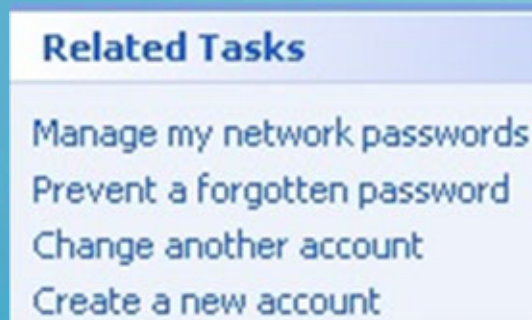 Related Tasks
Manage my network passwords
Prevent a forgotten password
Change another account
Create a new account